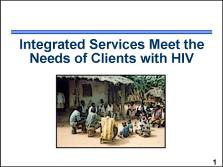 Integrated Services Meet the
Needs of Clients with HIV
1